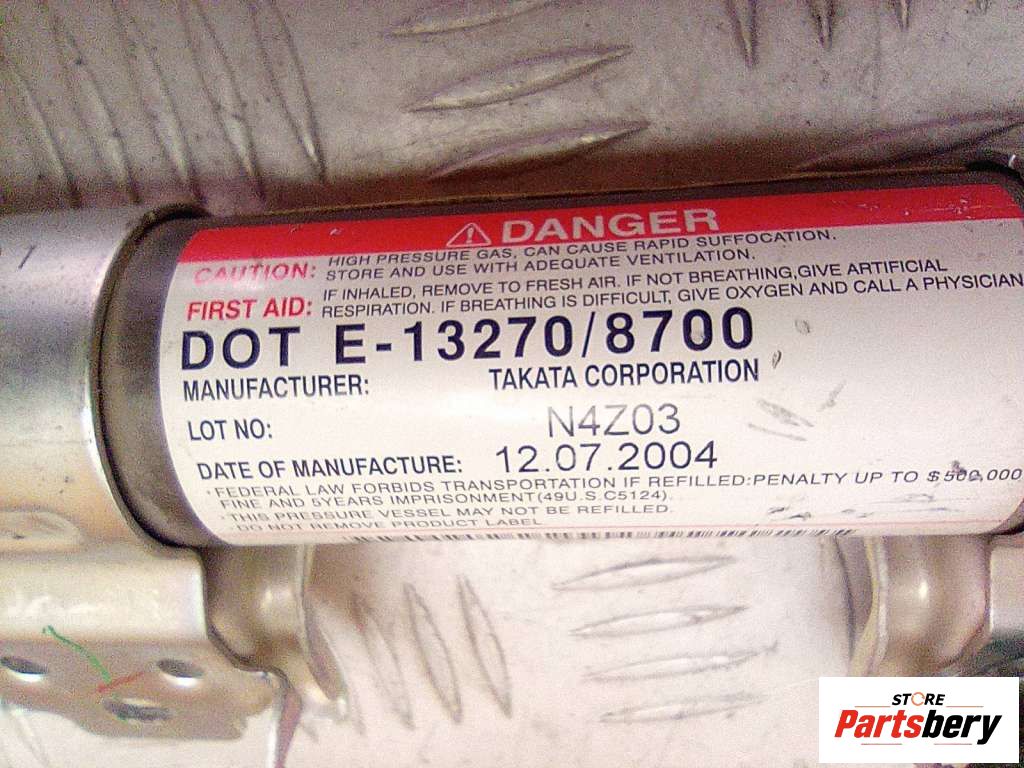 DANGER
CAUTION: HIGH PRESSURE GAS, CAN CAUSE RAPID SUFFOCATION.
STORE AND USE WITH ADEQUATE VENTILATION.
FIRST AID: IF INHALED, REMOVE TO FRESH AIR. IF NOT BREATHING,GIVE ARTIFICIAL
RESPIRATION. IF BREATHING IS DIFFICULT, GIVE OXYGEN AND CALL A PHYSICIAN
DOT E-13270/8700
MANUFACTURER: TAKATA CORPORATION
LOT NO: N4Z03
DATE OF MANUFACTURE: 12.07.2004
·FEDERAL LAW FORBIDS TRANSPORTATION IF REFILLED:PENALTY UP TO $500,000
FINE AND 5YEARS IMPRISONMENT(49U.S.C5124).
·THIS PRESSURE VESSEL MAY NOT BE REFILLED.
·DO NOT REMOVE PRODUCT LABEL
STORE
Partsbery